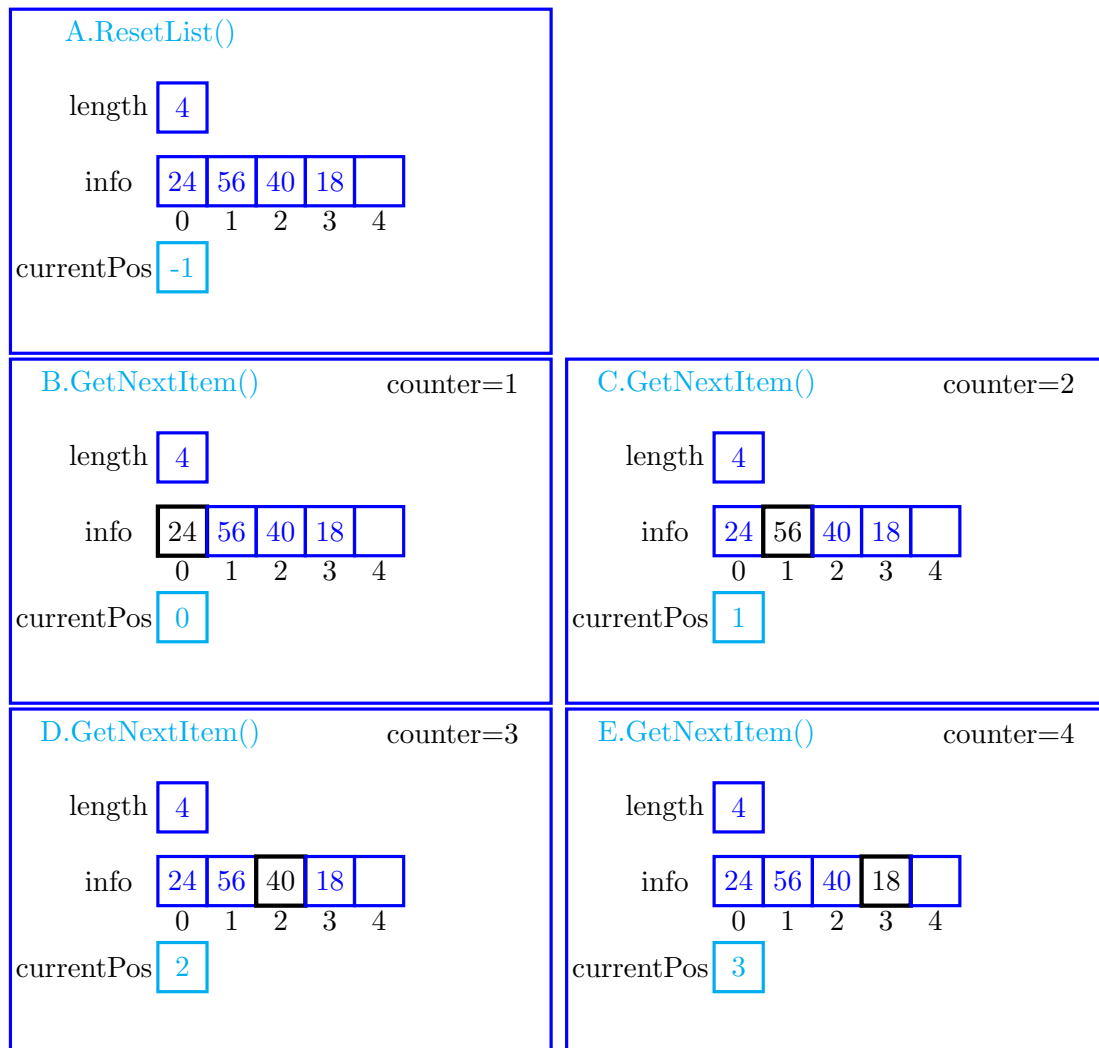 A.ResetList()
length 4
info 24 56 40 18
0 1 2 3 4
currentPos -1
B.GetNextItem() counter=1
length 4
info 24 56 40 18
0 1 2 3 4
currentPos 0
C.GetNextItem() counter=2
length 4
info 24 56 40 18
0 1 2 3 4
currentPos 1
D.GetNextItem() counter=3
length 4
info 24 56 40 18
0 1 2 3 4
currentPos 2
E.GetNextItem() counter=4
length 4
info 24 56 40 18
0 1 2 3 4
currentPos 3